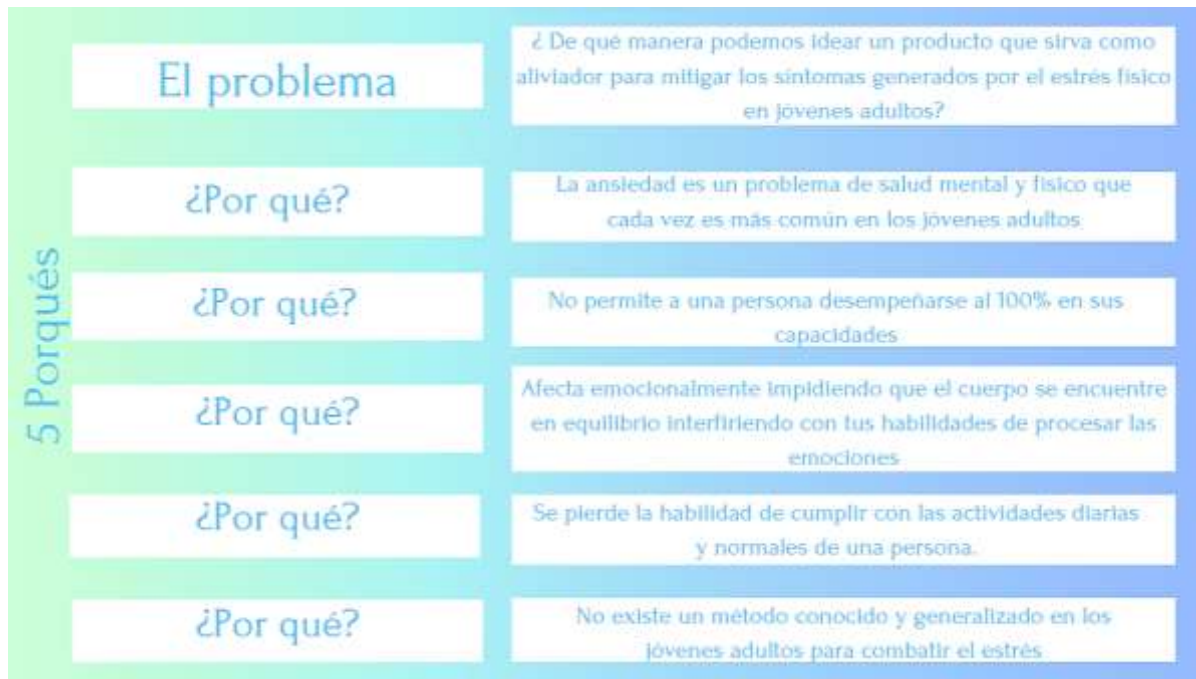 5 Porqués
El problema
¿ De qué manera podemos idear un producto que sirva como
aliviador para mitigar los síntomas generados por el estrés físico
en jóvenes adultos?
¿Por qué?
La ansiedad es un problema de salud mental y físico que
cada vez es más común en los jóvenes adultos
¿Por qué?
No permite a una persona desempeñarse al 100% en sus
capacidades
¿Por qué?
Afecta emocionalmente impidiendo que el cuerpo se encuentre
en equilibrio interfiriendo con tus habilidades de procesar las
emociones
¿Por qué?
Se pierde la habilidad de cumplir con las actividades diarias
y normales de una persona.
¿Por qué?
No existe un método conocido y generalizado en los
jóvenes adultos para combatir el estrés